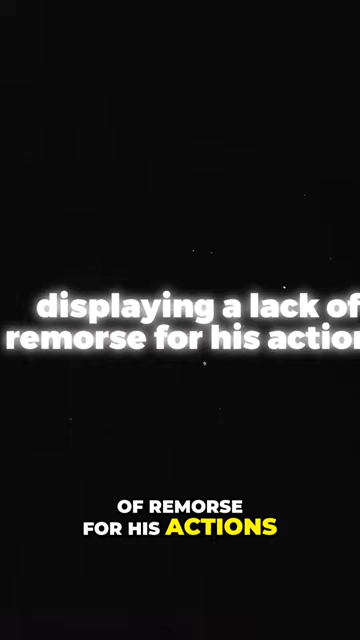 displaying a lack of
remorse for his action
OF REMORSE
FOR HIS ACTIONS